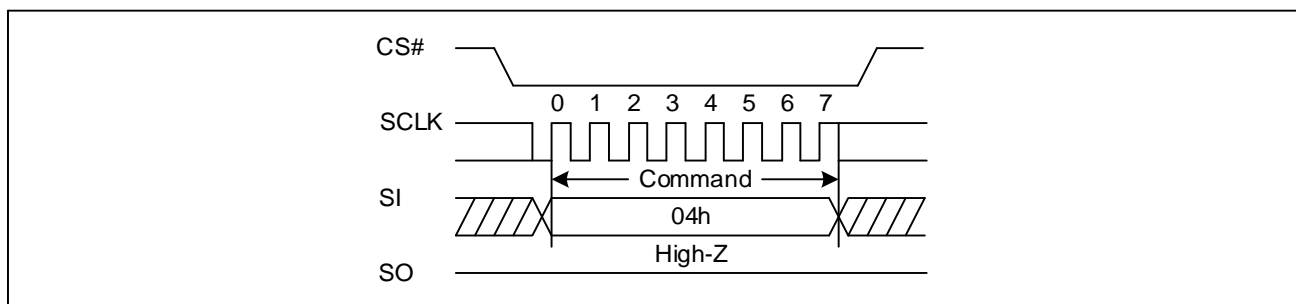 CS#
0 1 2 3 4 5 6 7
SCLK
Command
SI
04h
High-Z
SO